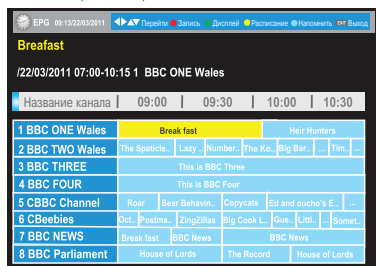 EPG 09:13/22/03/2011 Перейти Запись Дисплей Расписание Напомнить EXIT Выход
Breafast
/22/03/2011 07:00-10:15 1 BBC ONE Wales
Название канала | 09:00 | 09:30 | 10:00 | 10:30
1 BBC ONE Wales Break fast Heir Hunters
2 BBC TWO Wales The Spaticle.. Lazy .. Number.. The Ko.. Big Bar.. ... Tim.. ...
3 BBC THREE This is BBC Three
4 BBC FOUR This is BBC Four
5 CBBC Channel Roar Bear Behavin.. Copycats Ed and oucho's E.. ...
6 CBeebies Oct.. Postma.. ZingZillas Big Cook L.. Gue.. Littl.. ... Somet..
7 BBC NEWS Break fast BBC News BBC News
8 BBC Parliament House of Lords The Record House of Lords